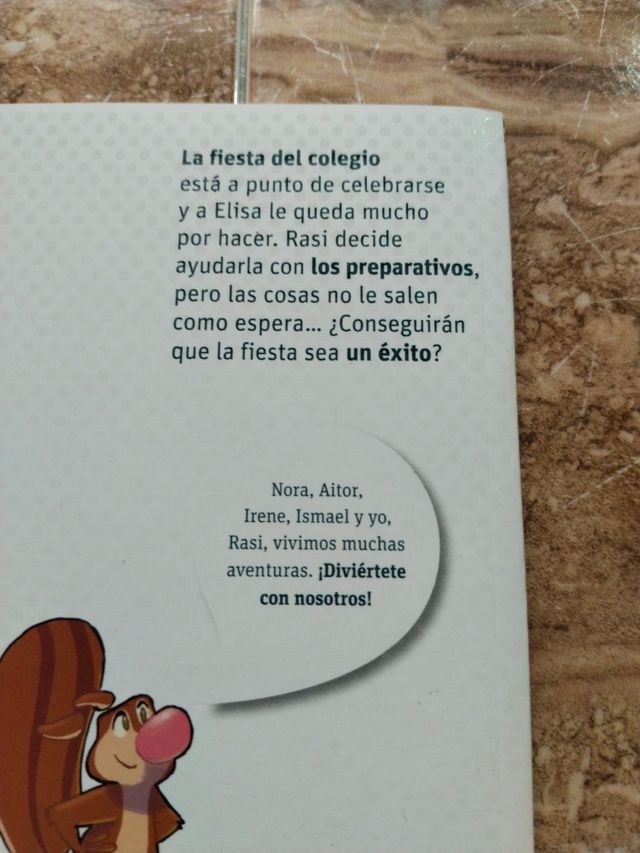 La fiesta del colegio
está a punto de celebrarse
y a Elisa le queda mucho
por hacer. Rasi decide
ayudarla con los preparativos,
pero las cosas no le salen
como espera... ¿Conseguirán
que la fiesta sea un éxito?
Nora, Aitor,
Irene, Ismael y yo,
Rasi, vivimos muchas
aventuras. ¡Diviértete
con nosotros!